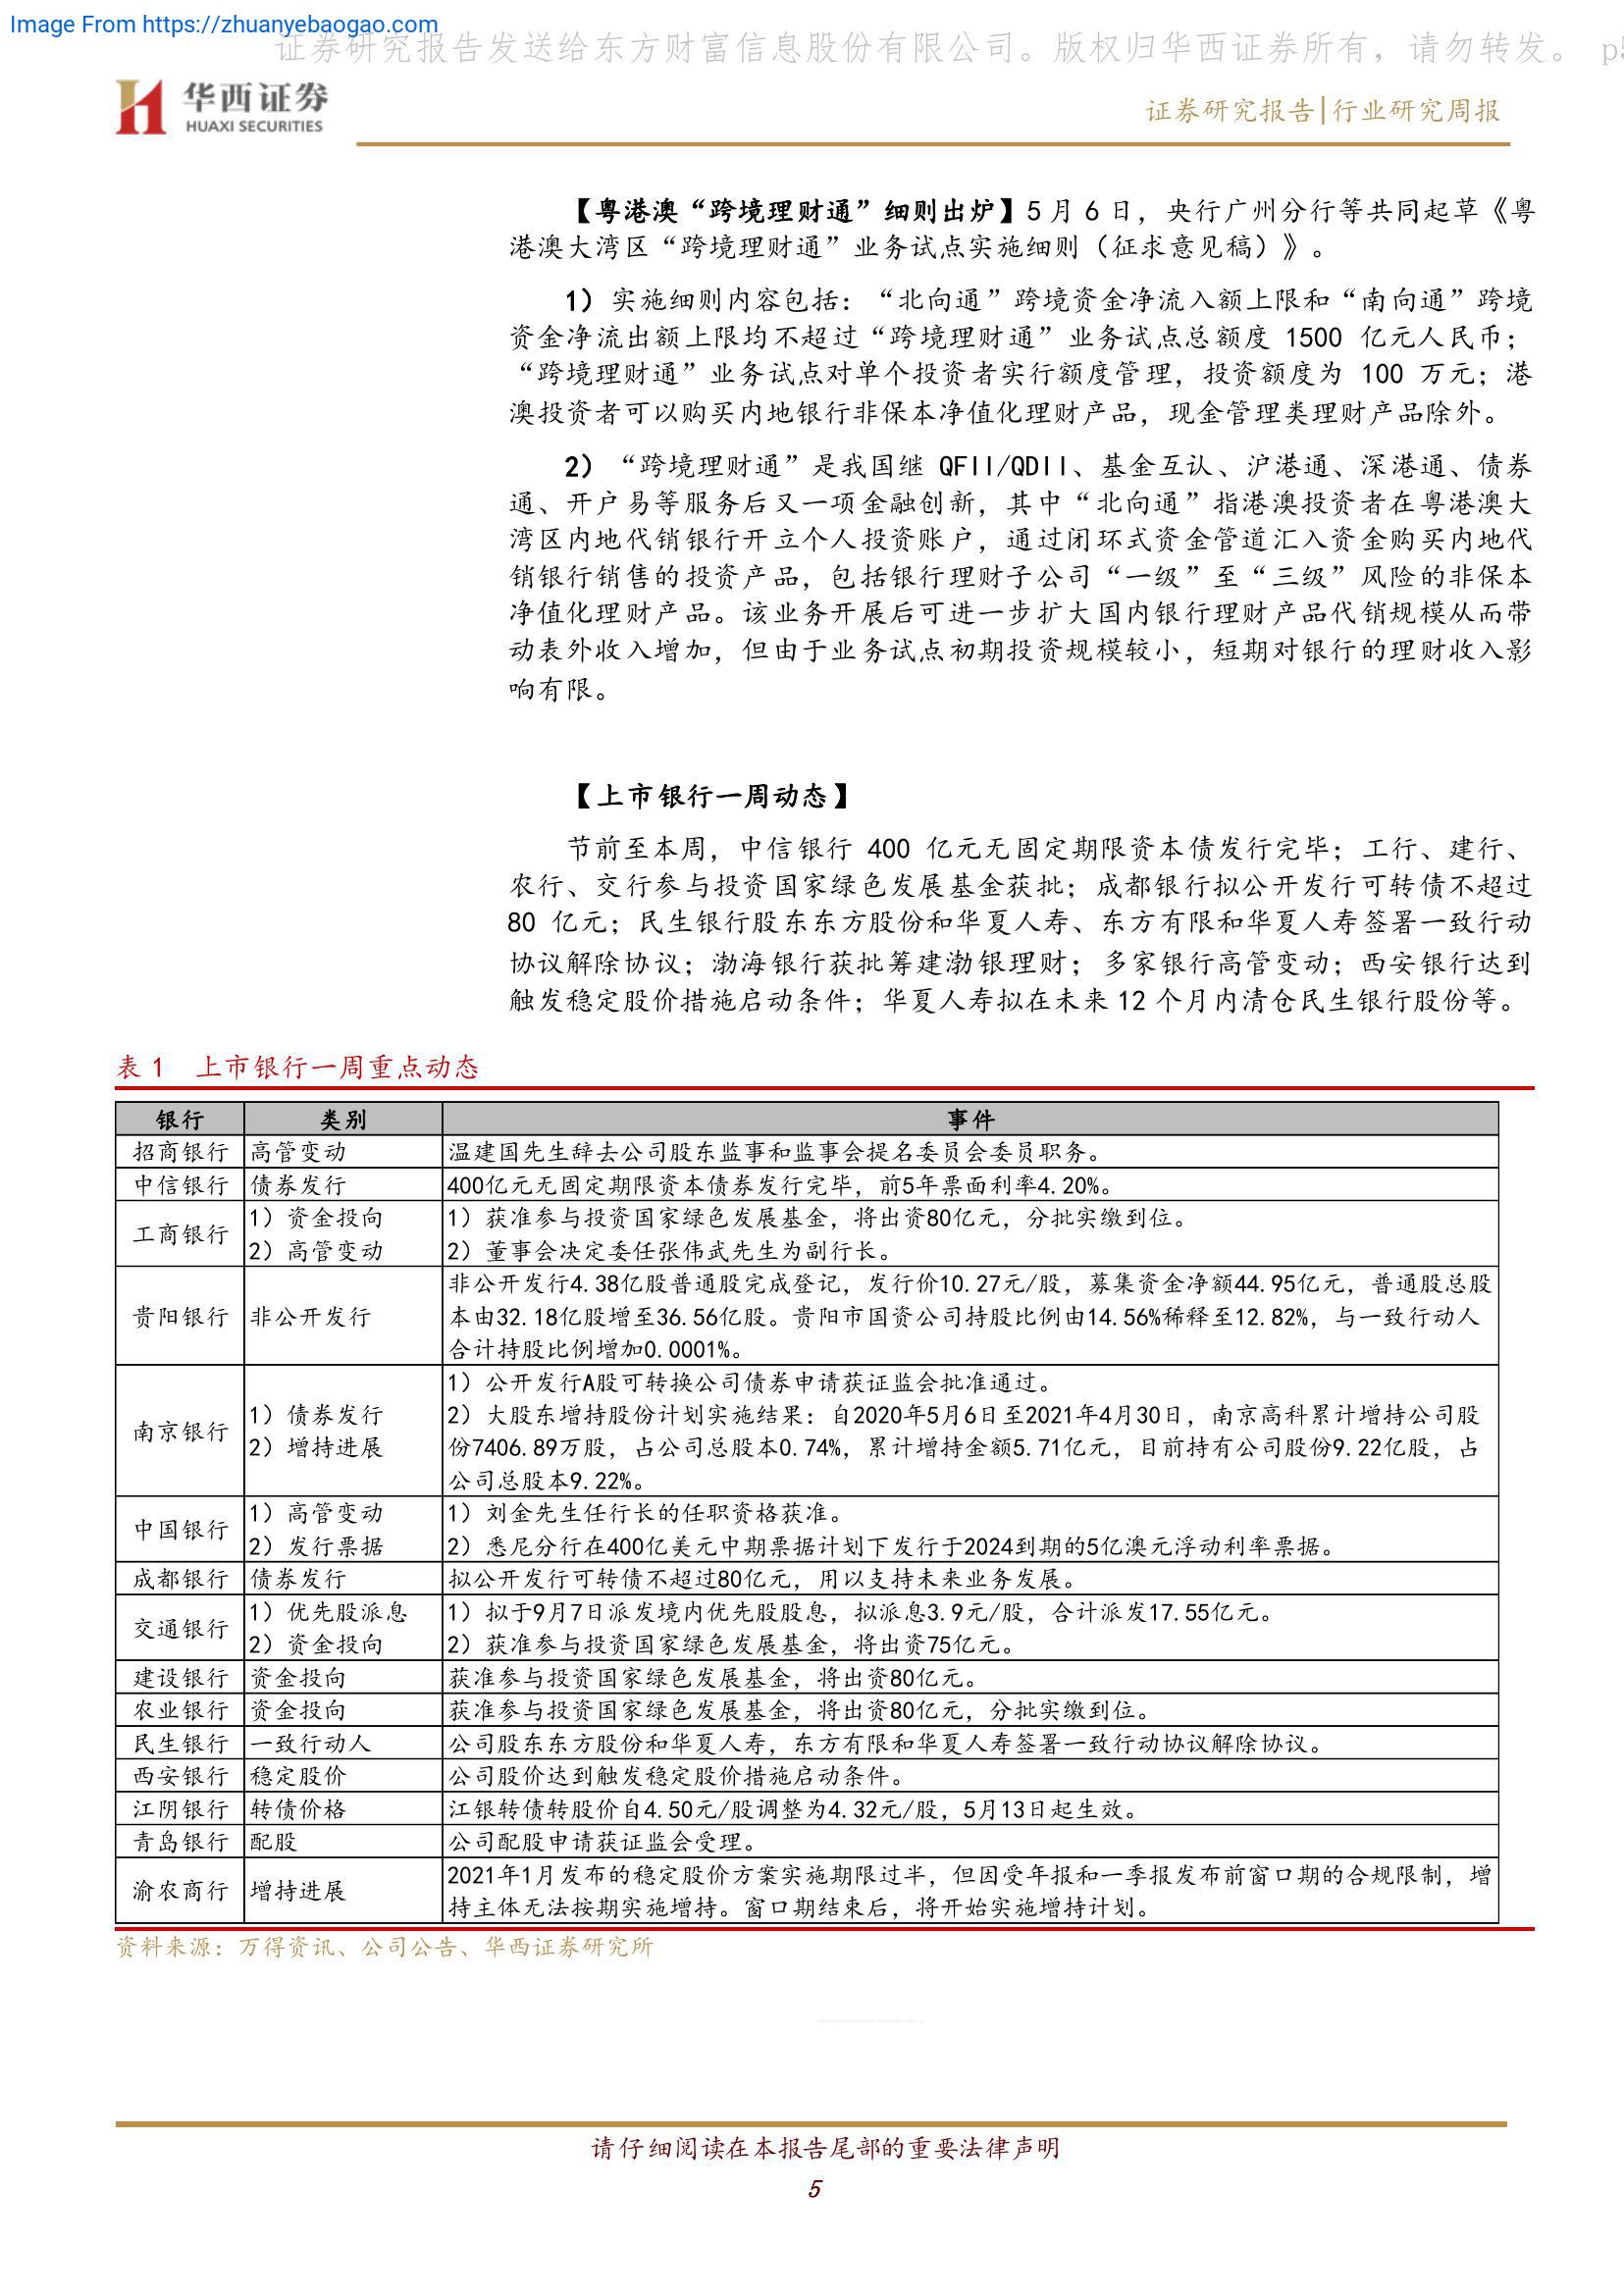 Image From https://zhuanyebaogao.com
证券研究报告发送给东方财富信息股份有限公司。版权归华西证券所有，请勿转发。 p5
华西证券
HUAXI SECURITIES
证券研究报告|行业研究周报
【粤港澳“跨境理财通”细则出炉】5 月 6 日，央行广州分行等共同起草《粤
港澳大湾区“跨境理财通”业务试点实施细则（征求意见稿）》。
1）实施细则内容包括：“北向通”跨境资金净流入额上限和“南向通”跨境
资金净流出额上限均不超过“跨境理财通”业务试点总额度 1500 亿元人民币；
“跨境理财通”业务试点对单个投资者实行额度管理，投资额度为 100 万元；港
澳投资者可以购买内地银行非保本净值化理财产品，现金管理类理财产品除外。
2）“跨境理财通”是我国继 QFII/QDII、基金互认、沪港通、深港通、债券
通、开户易等服务后又一项金融创新，其中“北向通”指港澳投资者在粤港澳大
湾区内地代销银行开立个人投资账户，通过闭环式资金管道汇入资金购买内地代
销银行销售的投资产品，包括银行理财子公司“一级”至“三级”风险的非保本
净值化理财产品。该业务开展后可进一步扩大国内银行理财产品代销规模从而带
动表外收入增加，但由于业务试点初期投资规模较小，短期对银行的理财收入影
响有限。
【上市银行一周动态】
节前至本周，中信银行 400 亿元无固定期限资本债发行完毕；工行、建行、
农行、交行参与投资国家绿色发展基金获批；成都银行拟公开发行可转债不超过
80 亿元；民生银行股东东方股份和华夏人寿、东方有限和华夏人寿签署一致行动
协议解除协议；渤海银行获批筹建渤银理财；多家银行高管变动；西安银行达到
触发稳定股价措施启动条件；华夏人寿拟在未来 12 个月内清仓民生银行股份等。
表 1 上市银行一周重点动态
银行 类别 事件
招商银行 高管变动 温建国先生辞去公司股东监事和监事会提名委员会委员职务。
中信银行 债券发行 400亿元无固定期限资本债券发行完毕，前5年票面利率4.20%。
工商银行 1）资金投向 1）获准参与投资国家绿色发展基金，将出资80亿元，分批实缴到位。
2）高管变动 2）董事会决定委任张伟武先生为副行长。
非公开发行4.38亿股普通股完成登记，发行价10.27元/股，募集资金净额44.95亿元，普通股总股
贵阳银行 非公开发行 本由32.18亿股增至36.56亿股。贵阳市国资公司持股比例由14.56%稀释至12.82%，与一致行动人
合计持股比例增加0.0001%。
1）公开发行A股可转换公司债券申请获证监会批准通过。
南京银行 1）债券发行 2）大股东增持股份计划实施结果：自2020年5月6日至2021年4月30日，南京高科累计增持公司股
2）增持进展 份7406.89万股，占公司总股本0.74%，累计增持金额5.71亿元，目前持有公司股份9.22亿股，占
公司总股本9.22%。
中国银行 1）高管变动 1）刘金先生任行长的任职资格获准。
2）发行票据 2）悉尼分行在400亿美元中期票据计划下发行于2024到期的5亿澳元浮动利率票据。
成都银行 债券发行 拟公开发行可转债不超过80亿元，用以支持未来业务发展。
交通银行 1）优先股派息 1）拟于9月7日派发境内优先股股息，拟派息3.9元/股，合计派发17.55亿元。
2）资金投向 2）获准参与投资国家绿色发展基金，将出资75亿元。
建设银行 资金投向 获准参与投资国家绿色发展基金，将出资80亿元。
农业银行 资金投向 获准参与投资国家绿色发展基金，将出资80亿元，分批实缴到位。
民生银行 一致行动人 公司股东东方股份和华夏人寿，东方有限和华夏人寿签署一致行动协议解除协议。
西安银行 稳定股价 公司股价达到触发稳定股价措施启动条件。
江阴银行 转债价格 江银转债转股价自4.50元/股调整为4.32元/股，5月13日起生效。
青岛银行 配股 公司配股申请获证监会受理。
渝农商行 增持进展 2021年1月发布的稳定股价方案实施期限过半，但因受年报和一季报发布前窗口期的合规限制，增
持主体无法按期实施增持。窗口期结束后，将开始实施增持计划。
资料来源：万得资讯、公司公告、华西证券研究所
请仔细阅读在本报告尾部的重要法律声明
5